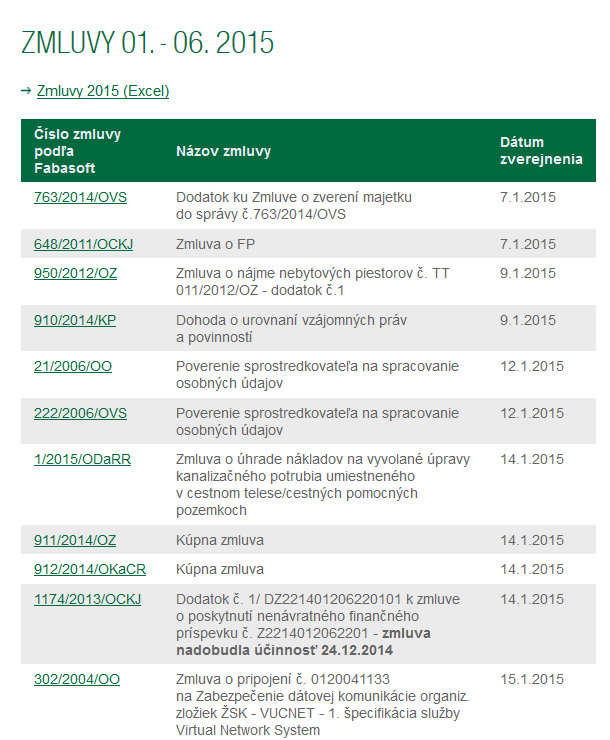 ZMLUVY 01. - 06. 2015
→ Zmluvy 2015 (Excel)
Číslo zmluvy
podľa
Fabasoft
Názov zmluvy
Dátum
zverejnenia
763/2014/OVS
Dodatok ku Zmluve o zverení majetku
do správy č.763/2014/OVS
7.1.2015
648/2011/OCKJ
Zmluva o FP
7.1.2015
950/2012/OZ
Zmluva o nájme nebytových piestorov č. TT
011/2012/OZ - dodatok č.1
9.1.2015
910/2014/KP
Dohoda o urovnaní vzájomných práv
a povinností
9.1.2015
21/2006/OO
Poverenie sprostredkovateľa na spracovanie
osobných údajov
12.1.2015
222/2006/OVS
Poverenie sprostredkovateľa na spracovanie
osobných údajov
12.1.2015
1/2015/ODaRR
Zmluva o úhrade nákladov na vyvolané úpravy
kanalizačného potrubia umiestneného
v cestnom telese/cestných pomocných
pozemkoch
14.1.2015
911/2014/OZ
Kúpna zmluva
14.1.2015
912/2014/OKaCR
Kúpna zmluva
14.1.2015
1174/2013/OCKJ
Dodatok č. 1/ DZ221401206220101 k zmluve
o poskytnutí nenávratného finančného
príspevku č. Z2214012062201 - zmluva
nadobudla účinnosť 24.12.2014
14.1.2015
302/2004/OO
Zmluva o pripojení č. 0120041133
na Zabezpečenie dátovej komunikácie organiz.
zložiek ŽSK - VUCNET - 1. špecifikácia služby
Virtual Network System
15.1.2015